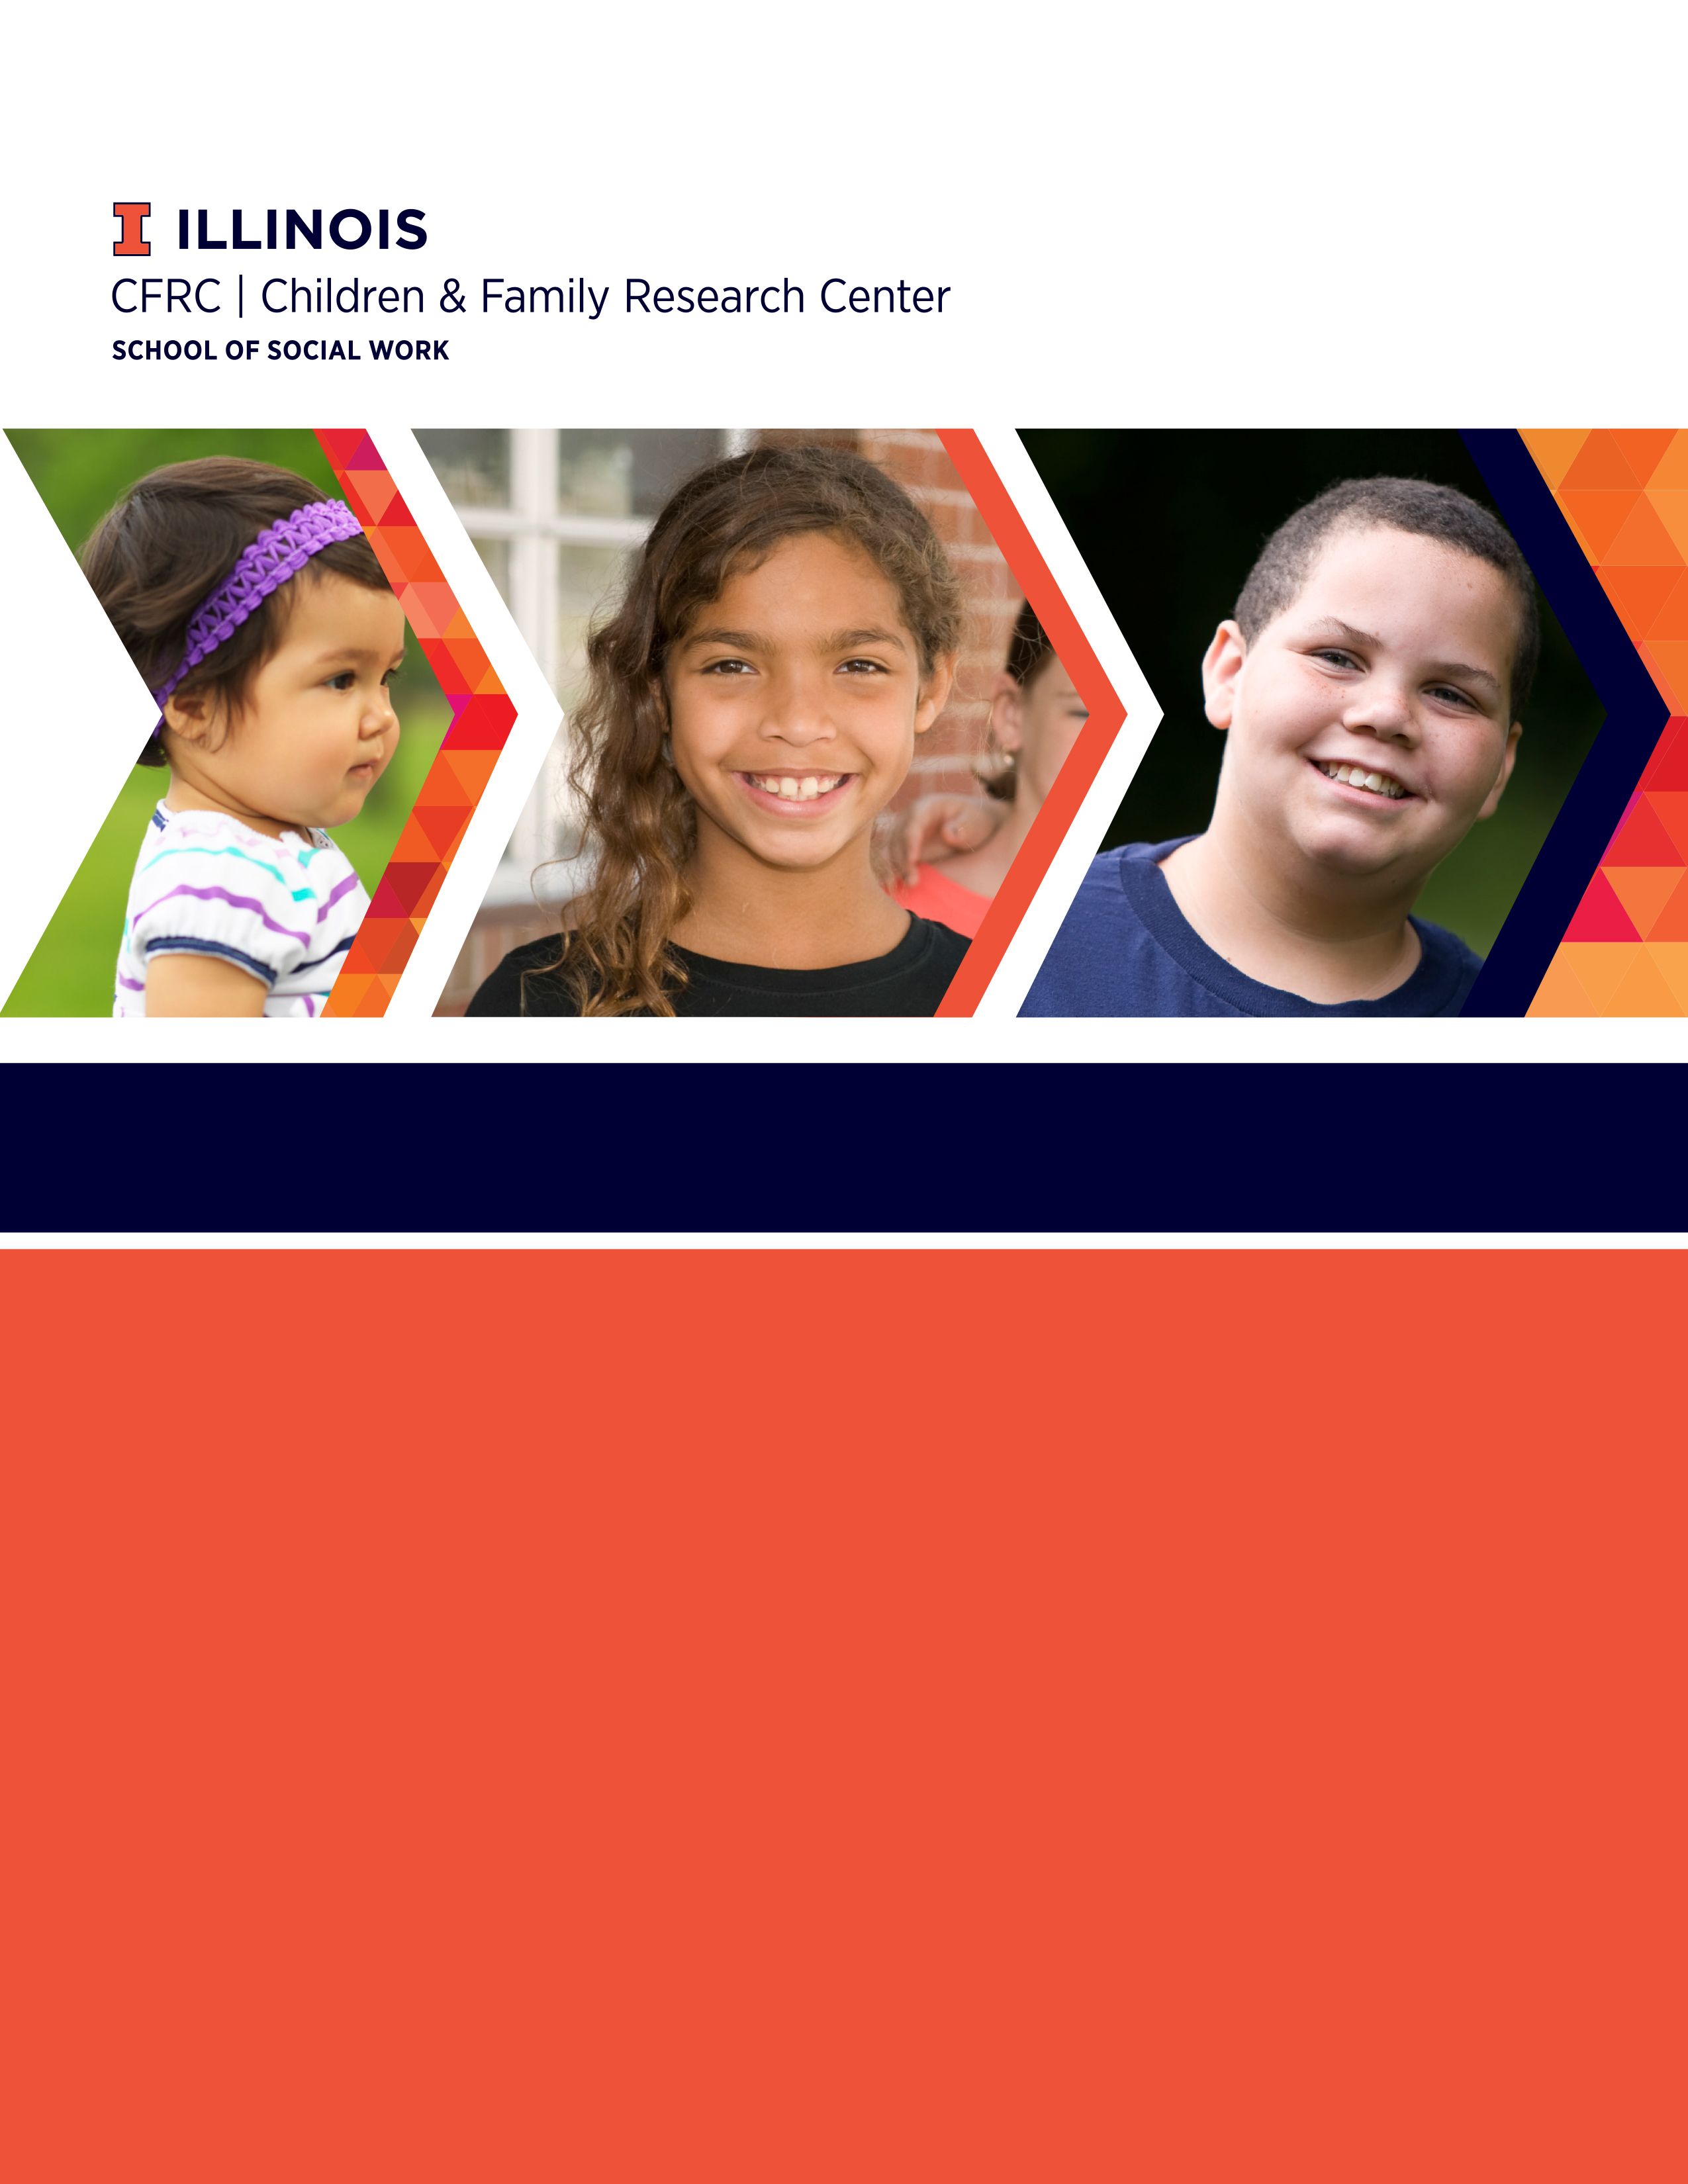 I ILLINOIS
CFRC | Children & Family Research Center
SCHOOL OF SOCIAL WORK